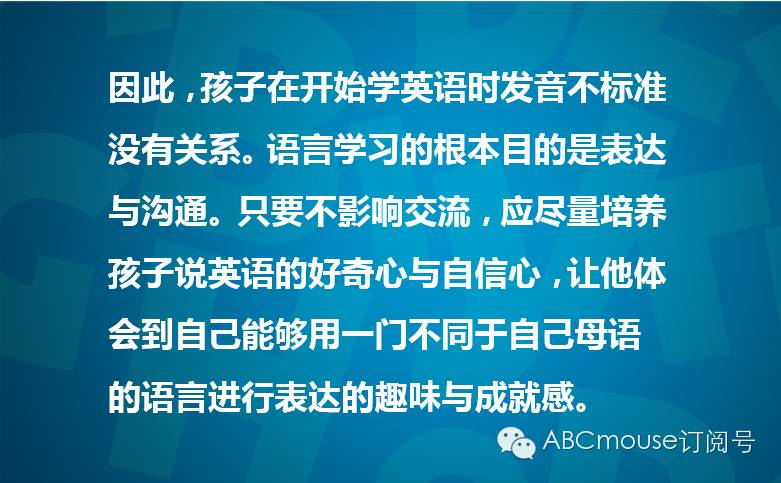 因此，孩子在开始学英语时发音不标准
没有关系。语言学习的根本目的是表达
与沟通。只要不影响交流，应尽量培养
孩子说英语的好奇心与自信心，让他体
会到自己能够用一门不同于自己母语
的语言进行表达的趣味与成就感。
ABCmouse订阅号